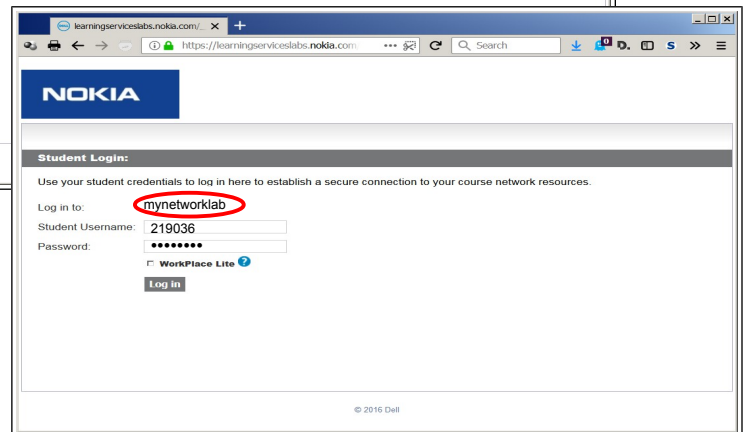 learningserviceslabs.nokia.com/_
https://learningserviceslabs.nokia.com
Search
0
D.
S
NOKIA
Student Login:
Use your student credentials to log in here to establish a secure connection to your course network resources.
Log in to: mynetworklab
Student Username: 219036
Password: ●●●●●●●●
WorkPlace Lite ?
Log in
© 2016 Dell